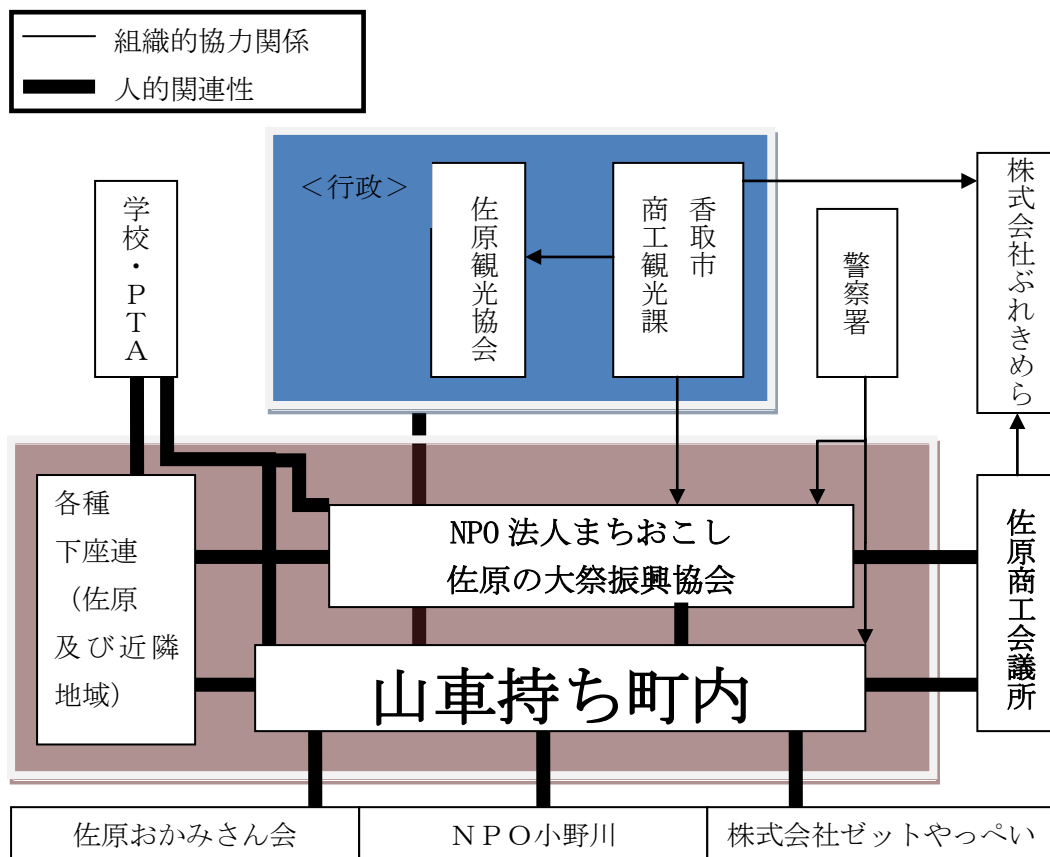 組織的協力関係
人的関連性
＜行政＞
学校・ＰＴＡ
佐原観光協会
香取市
商工観光課
警察署
株式会社ぶれきめら
各種
下座連
（佐原
及び近隣
地域）
NPO 法人まちおこし
佐原の大祭振興協会
佐原商工会議所
山車持ち町内
佐原おかみさん会
ＮＰＯ小野川
株式会社ゼットやっぺい